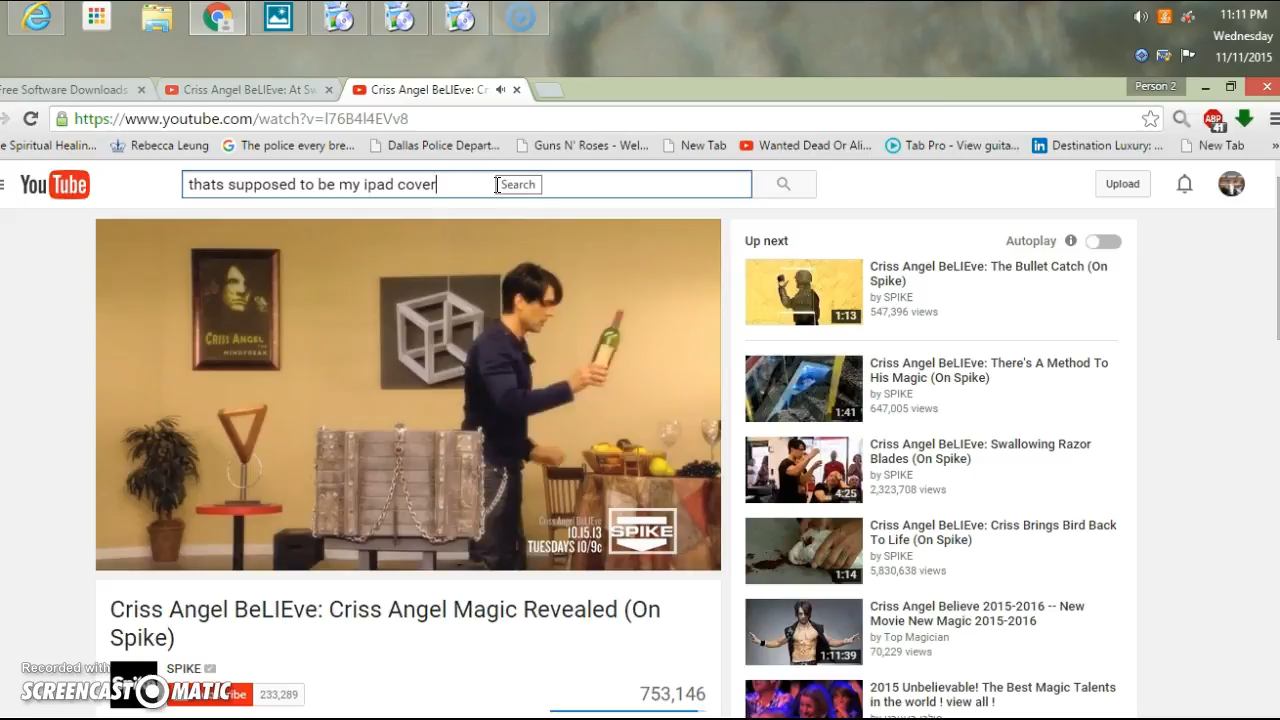 11:11 PM
Wednesday
11/11/2015
Free Software Downloads
Criss Angel BeLIEve: At Sw
Criss Angel BeLIEve: Cr
Person 2
https://www.youtube.com/watch?v=l76B4l4EVv8
ABP
41
e Spiritual Healin...
Rebecca Leung
The police every bre...
Dallas Police Depart...
Guns N' Roses - Wel...
New Tab
Wanted Dead Or Ali...
Tab Pro - View guita...
Destination Luxury: ...
New Tab
YouTube
thats supposed to be my ipad cover
Search
Upload
CRISS ANGEL
MINDFREAK
Criss Angel BeLIEve
10.15.13
TUESDAYS 10/9c
SPIKE
Criss Angel BeLIEve: Criss Angel Magic Revealed (On
Spike)
SPIKE
233,289
753,146
Recorded with
SCREENCAST-O-MATIC
Up next
Autoplay
Criss Angel BeLIEve: The Bullet Catch (On
Spike)
by SPIKE
547,396 views
1:13
Criss Angel BeLIEve: There's A Method To
His Magic (On Spike)
by SPIKE
647,005 views
1:41
Criss Angel BeLIEve: Swallowing Razor
Blades (On Spike)
by SPIKE
2,323,708 views
4:25
Criss Angel BeLIEve: Criss Brings Bird Back
To Life (On Spike)
by SPIKE
5,830,638 views
1:14
Criss Angel Believe 2015-2016 -- New
Movie New Magic 2015-2016
by Top Magician
70,229 views
1:11:39
2015 Unbelievable! The Best Magic Talents
in the world ! view all !